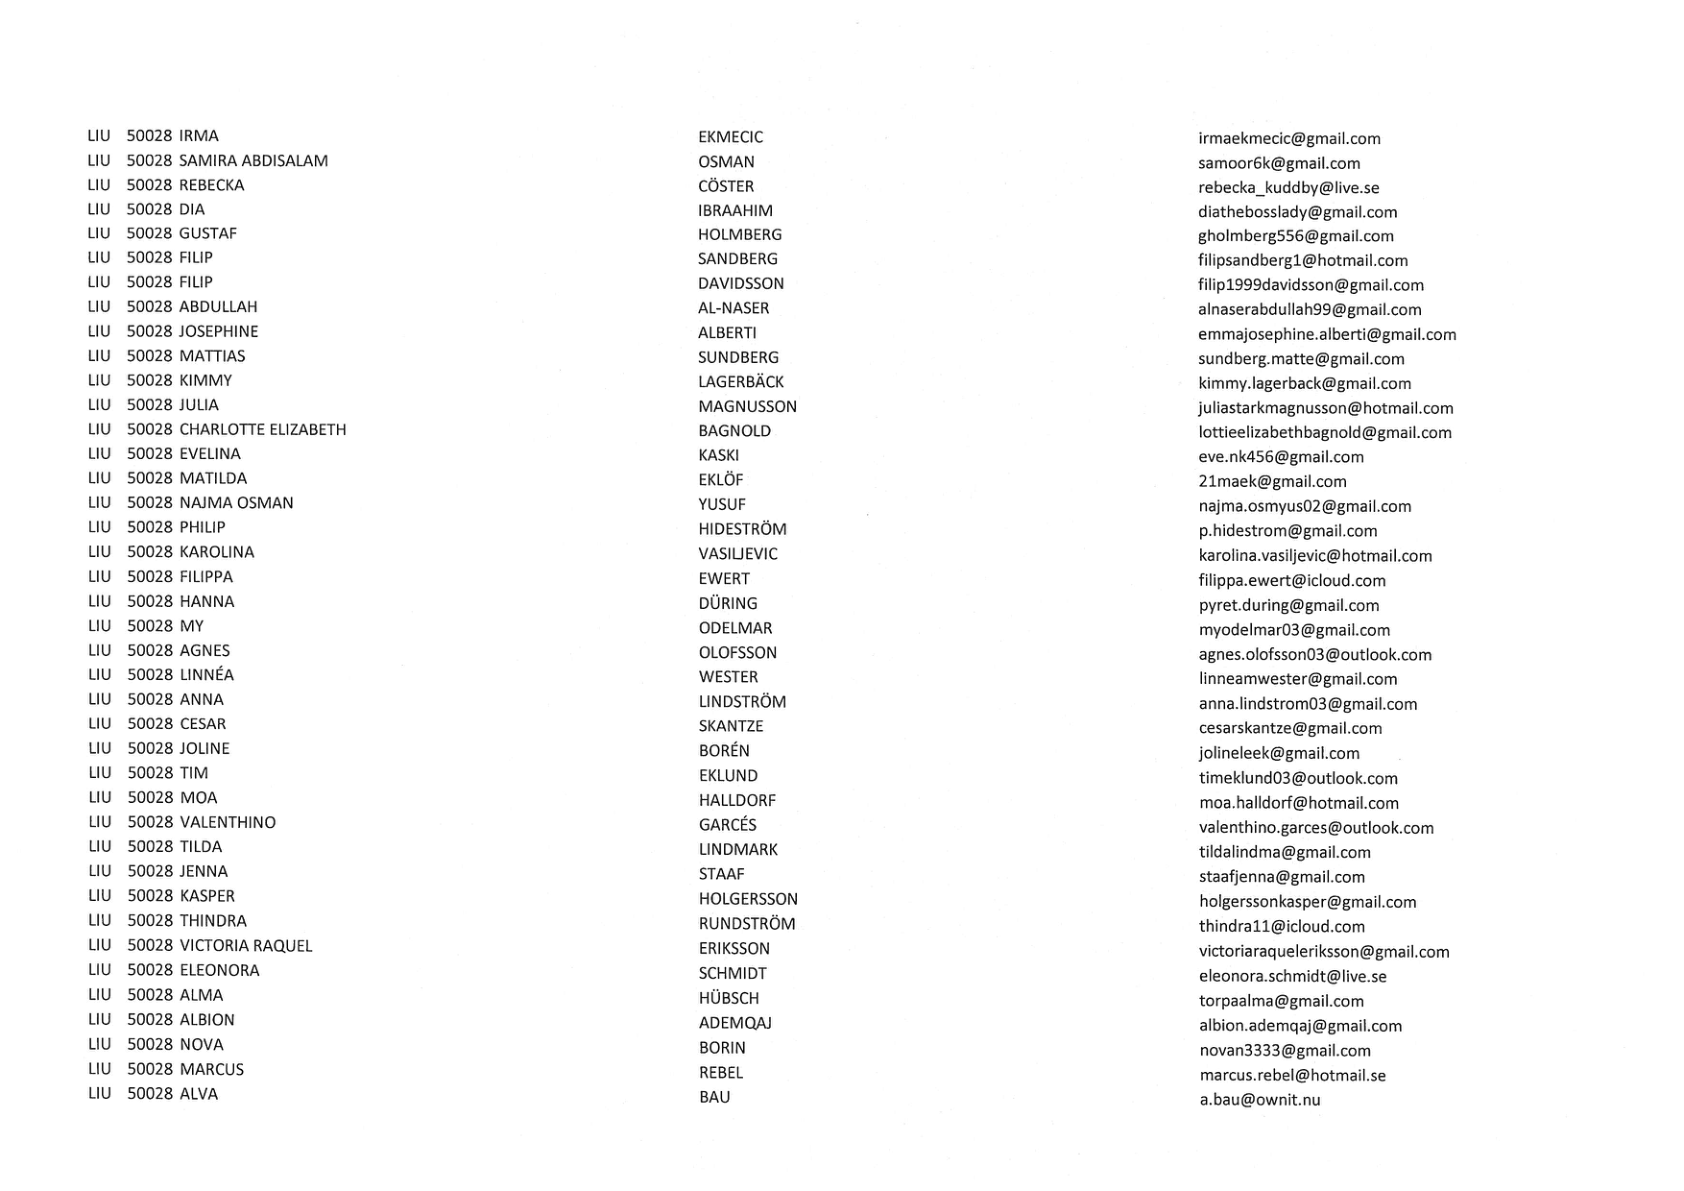 LIU 50028 IRMA EKMECIC irmaekmecic@gmail.com
LIU 50028 SAMIRA ABDISALAM OSMAN samoor6k@gmail.com
LIU 50028 REBECKA CÖSTER rebecka_kuddby@live.se
LIU 50028 DIA IBRAAHIM diathebosslady@gmail.com
LIU 50028 GUSTAF HOLMBERG gholmberg556@gmail.com
LIU 50028 FILIP SANDBERG filipsandberg1@hotmail.com
LIU 50028 FILIP DAVIDSSON filip1999davidsson@gmail.com
LIU 50028 ABDULLAH AL-NASER alnaserabdullah99@gmail.com
LIU 50028 JOSEPHINE ALBERTI emmajosephine.alberti@gmail.com
LIU 50028 MATTIAS SUNDBERG sundberg.matte@gmail.com
LIU 50028 KIMMY LAGERBÄCK kimmy.lagerback@gmail.com
LIU 50028 JULIA MAGNUSSON juliastarkmagnusson@hotmail.com
LIU 50028 CHARLOTTE ELIZABETH BAGNOLD lottieelizabethbagnold@gmail.com
LIU 50028 EVELINA KASKI eve.nk456@gmail.com
LIU 50028 MATILDA EKLÖF 21maek@gmail.com
LIU 50028 NAJMA OSMAN YUSUF najma.osmyus02@gmail.com
LIU 50028 PHILIP HIDESTRÖM p.hidestrom@gmail.com
LIU 50028 KAROLINA VASILJEVIC karolina.vasiljevic@hotmail.com
LIU 50028 FILIPPA EWERT filippa.ewert@icloud.com
LIU 50028 HANNA DÜRING pyret.during@gmail.com
LIU 50028 MY ODELMAR myodelmar03@gmail.com
LIU 50028 AGNES OLOFSSON agnes.olofsson03@outlook.com
LIU 50028 LINNÉA WESTER linneamwester@gmail.com
LIU 50028 ANNA LINDSTRÖM anna.lindstrom03@gmail.com
LIU 50028 CESAR SKANTZE cesarskantze@gmail.com
LIU 50028 JOLINE BORÉN jolineleek@gmail.com
LIU 50028 TIM EKLUND timeklund03@outlook.com
LIU 50028 MOA HALLDORF moa.halldorf@hotmail.com
LIU 50028 VALENTHINO GARCÉS valenthino.garces@outlook.com
LIU 50028 TILDA LINDMARK tildalindma@gmail.com
LIU 50028 JENNA STAAF staafjenna@gmail.com
LIU 50028 KASPER HOLGERSSON holgerssonkasper@gmail.com
LIU 50028 THINDRA RUNDSTRÖM thindra11@icloud.com
LIU 50028 VICTORIA RAQUEL ERIKSSON victoriaraqueleriksson@gmail.com
LIU 50028 ELEONORA SCHMIDT eleonora.schmidt@live.se
LIU 50028 ALMA HÜBSCH torpaalma@gmail.com
LIU 50028 ALBION ADEMQAJ albion.ademqaj@gmail.com
LIU 50028 NOVA BORIN novan3333@gmail.com
LIU 50028 MARCUS REBEL marcus.rebel@hotmail.se
LIU 50028 ALVA BAU a.bau@ownit.nu